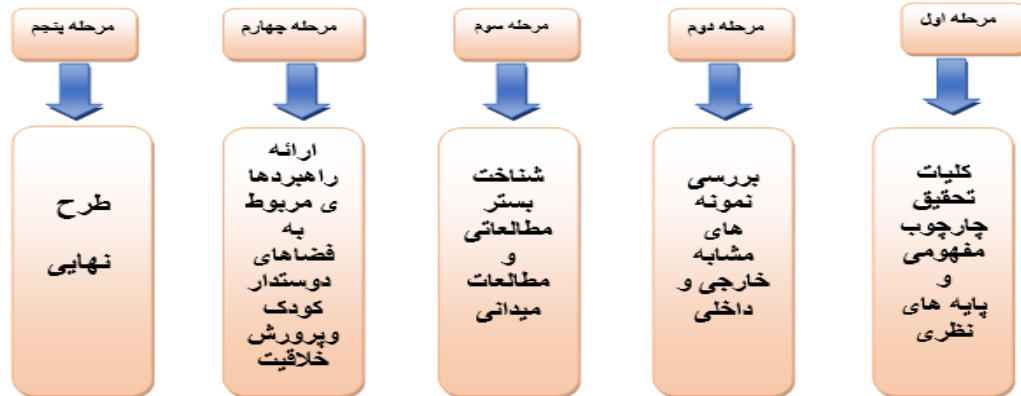 مرحله اول
کلیات
تحقیق
چارچوب
مفهومی
و
پایه های
نظری
مرحله دوم
بررسی
نمونه
های
مشابه
خارجی و
داخلی
مرحله سوم
شناخت
بستر
مطالعاتی
و
مطالعات
میدانی
مرحله چهارم
ارائه
راهبردها
ی مربوط
به
فضاهای
دوستدار
کودک
وپرورش
خلاقیت
مرحله پنجم
طرح
نهایی